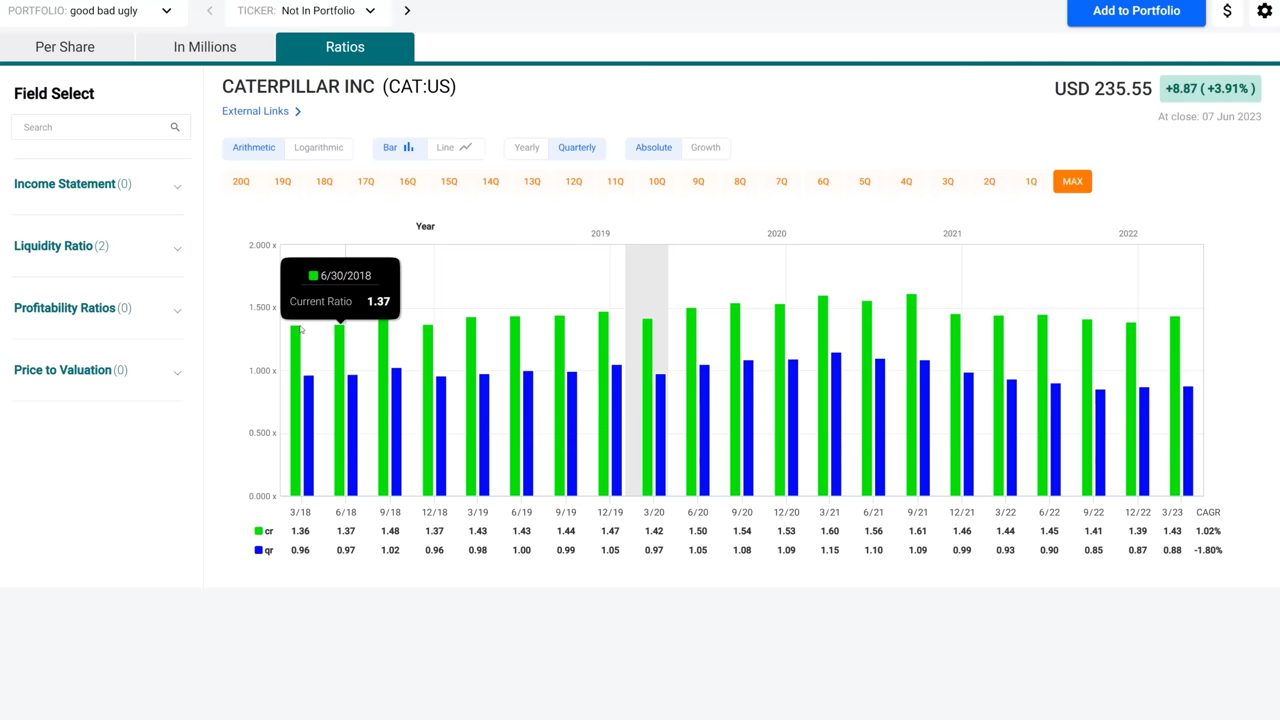 PORTFOLIO: good bad ugly TICKER: Not In Portfolio Add to Portfolio $
Per Share In Millions Ratios
Field Select
Search
Income Statement (0)
Liquidity Ratio (2)
Profitability Ratios (0)
Price to Valuation (0)
CATERPILLAR INC (CAT:US)
External Links
USD 235.55 +8.87 ( +3.91% )
At close: 07 Jun 2023
Arithmetic Logarithmic Bar Line Yearly Quarterly Absolute Growth
20Q 19Q 18Q 17Q 16Q 15Q 14Q 13Q 12Q 11Q 10Q 9Q 8Q 7Q 6Q 5Q 4Q 3Q 2Q 1Q MAX
Year
2019 2020 2021 2022
2.000 x
6/30/2018
Current Ratio 1.37
1.500 x
1.000 x
0.500 x
0.000 x
3/18 6/18 9/18 12/18 3/19 6/19 9/19 12/19 3/20 6/20 9/20 12/20 3/21 6/21 9/21 12/21 3/22 6/22 9/22 12/22 3/23 CAGR
cr 1.36 1.37 1.48 1.37 1.43 1.43 1.44 1.47 1.42 1.50 1.54 1.53 1.60 1.56 1.61 1.46 1.44 1.45 1.41 1.39 1.43 1.02%
qr 0.96 0.97 1.02 0.96 0.98 1.00 0.99 1.05 0.97 1.05 1.08 1.09 1.15 1.10 1.09 0.99 0.93 0.90 0.85 0.87 0.88 -1.80%